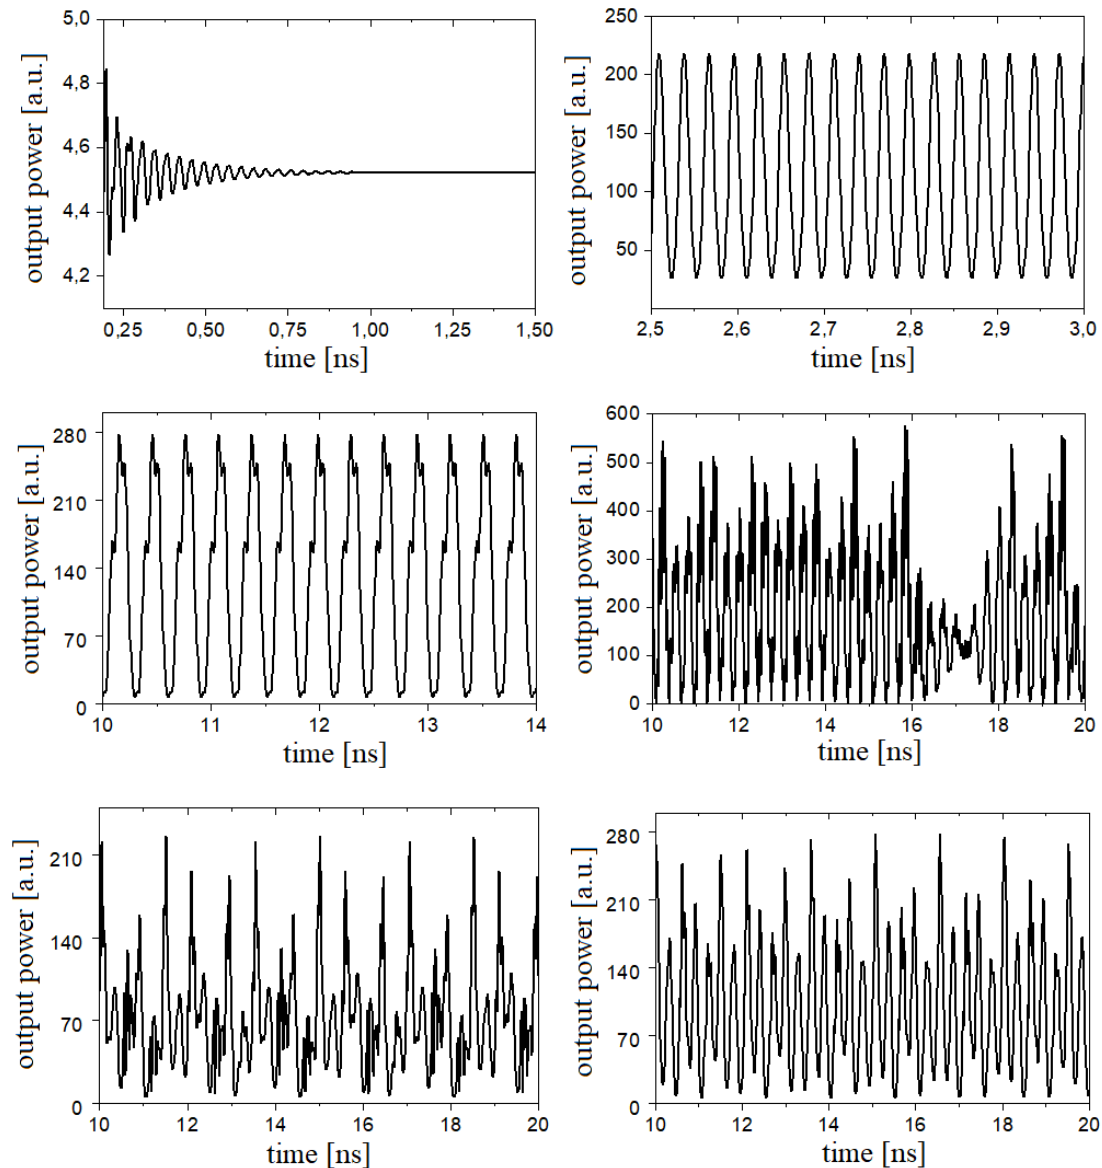 5,0
4,8
4,6
4,4
4,2
output power [a.u.]
0,25 0,50 0,75 1,00 1,25 1,50
time [ns]
250
200
150
100
50
output power [a.u.]
2,5 2,6 2,7 2,8 2,9 3,0
time [ns]
280
210
140
70
0
output power [a.u.]
10 11 12 13 14
time [ns]
600
500
400
300
200
100
0
output power [a.u.]
10 12 14 16 18 20
time [ns]
210
140
70
0
output power [a.u.]
10 12 14 16 18 20
time [ns]
280
210
140
70
0
output power [a.u.]
10 12 14 16 18 20
time [ns]